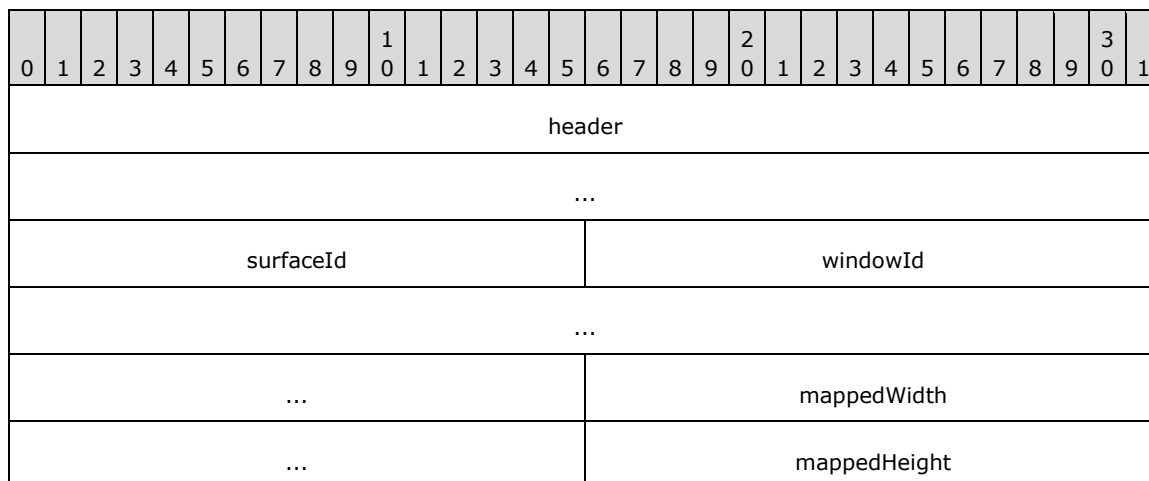 1 2 3
0 1 2 3 4 5 6 7 8 9 0 1 2 3 4 5 6 7 8 9 0 1 2 3 4 5 6 7 8 9 0 1
header
...
surfaceId windowId
...
... mappedWidth
... mappedHeight